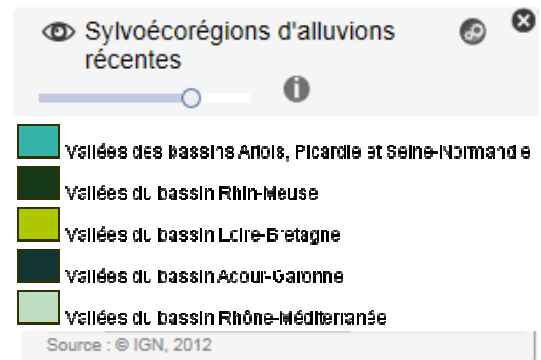 Sylvoécorégions d'alluvions
récentes
Vallées des bassins Artois, Picardie et Seine-Normandie
Vallées du bassin Rhin-Meuse
Vallées du bassin Loire-Bretagne
Vallées du bassin Adour-Garonne
Vallées du bassin Rhône-Méditerranée
Source : © IGN, 2012